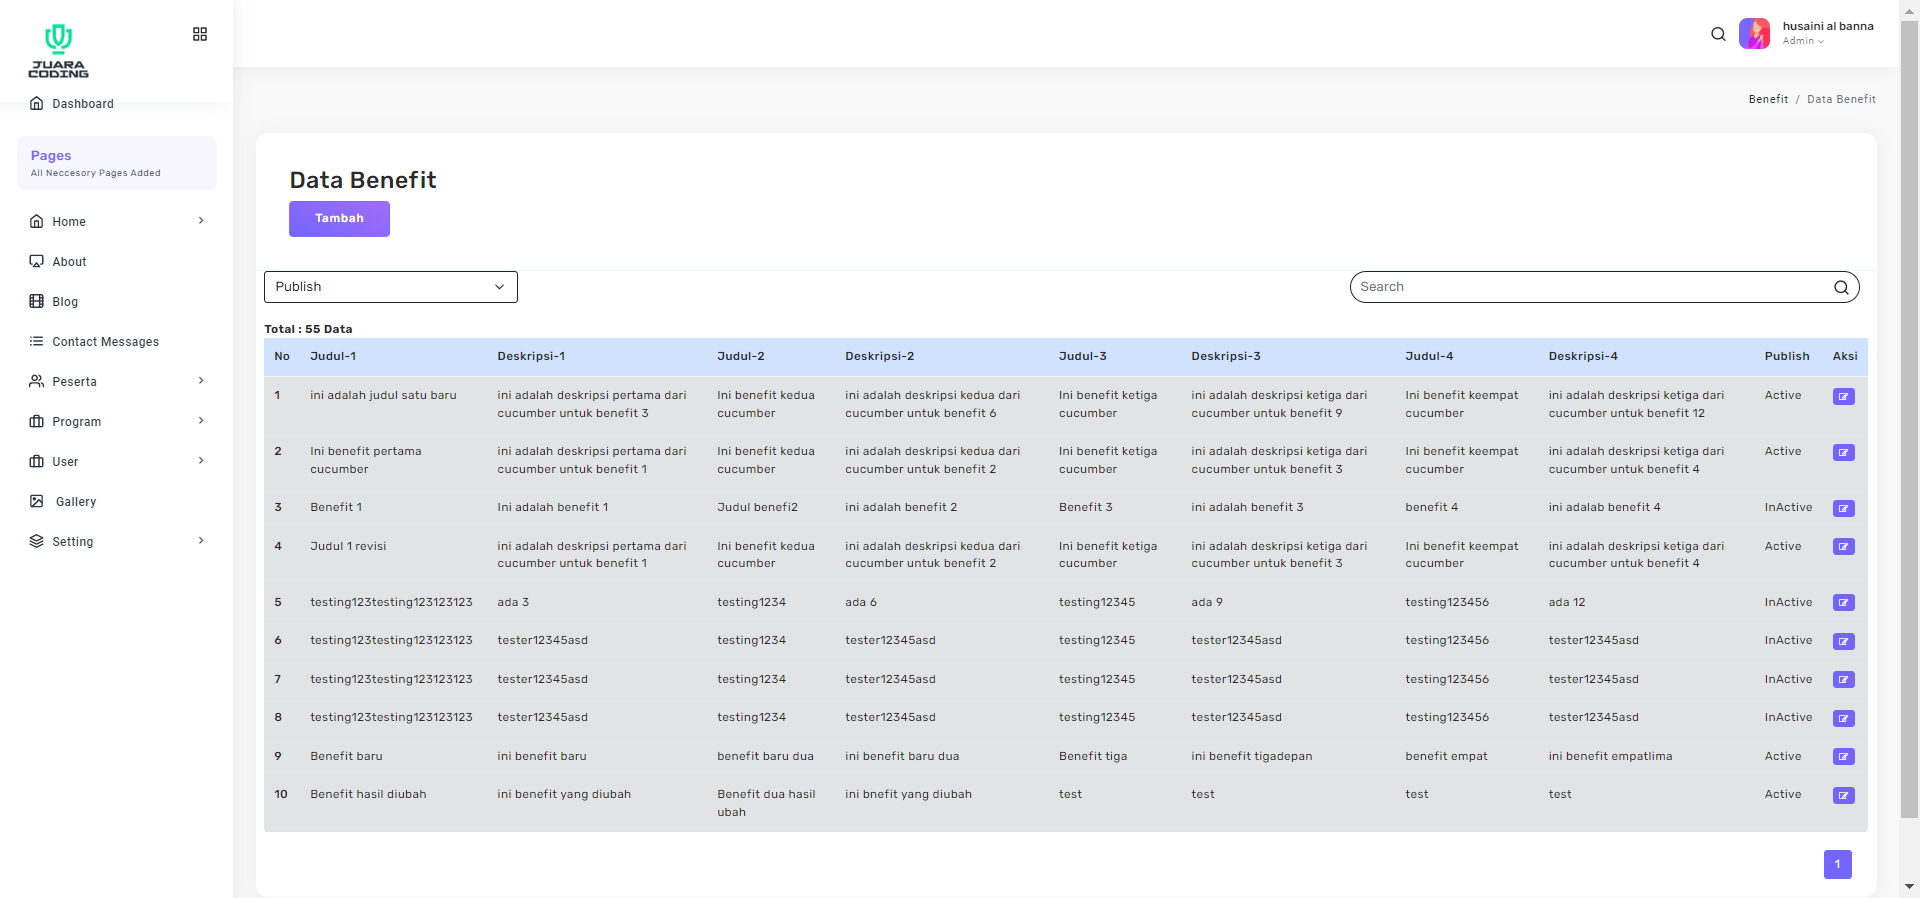 JUARA
CODING
husaini al banna
Admin
Dashboard
Benefit / Data Benefit
Pages
All Neccesory Pages Added
Home
About
Blog
Contact Messages
Peserta
Program
User
Gallery
Setting
Data Benefit
Tambah
Publish
Search
Total : 55 Data
No Judul-1 Deskripsi-1 Judul-2 Deskripsi-2 Judul-3 Deskripsi-3 Judul-4 Deskripsi-4 Publish Aksi
1 ini adalah judul satu baru ini adalah deskripsi pertama dari Ini benefit kedua ini adalah deskripsi kedua dari Ini benefit ketiga ini adalah deskripsi ketiga dari Ini benefit keempat ini adalah deskripsi ketiga dari Active
cucumber untuk benefit 3 cucumber cucumber untuk benefit 6 cucumber cucumber untuk benefit 9 cucumber cucumber untuk benefit 12
2 Ini benefit pertama ini adalah deskripsi pertama dari Ini benefit kedua ini adalah deskripsi kedua dari Ini benefit ketiga ini adalah deskripsi ketiga dari Ini benefit keempat ini adalah deskripsi ketiga dari Active
cucumber cucumber untuk benefit 1 cucumber cucumber untuk benefit 2 cucumber cucumber untuk benefit 3 cucumber cucumber untuk benefit 4
3 Benefit 1 Ini adalah benefit 1 Judul benefi2 ini adalah benefit 2 Benefit 3 ini adalah benefit 3 benefit 4 ini adalab benefit 4 InActive
4 Judul 1 revisi ini adalah deskripsi pertama dari Ini benefit kedua ini adalah deskripsi kedua dari Ini benefit ketiga ini adalah deskripsi ketiga dari Ini benefit keempat ini adalah deskripsi ketiga dari Active
cucumber untuk benefit 1 cucumber cucumber untuk benefit 2 cucumber cucumber untuk benefit 3 cucumber cucumber untuk benefit 4
5 testing123testing123123123 ada 3 testing1234 ada 6 testing12345 ada 9 testing123456 ada 12 InActive
6 testing123testing123123123 tester12345asd testing1234 tester12345asd testing12345 tester12345asd testing123456 tester12345asd InActive
7 testing123testing123123123 tester12345asd testing1234 tester12345asd testing12345 tester12345asd testing123456 tester12345asd InActive
8 testing123testing123123123 tester12345asd testing1234 tester12345asd testing12345 tester12345asd testing123456 tester12345asd InActive
9 Benefit baru ini benefit baru benefit baru dua ini benefit baru dua Benefit tiga ini benefit tigadepan benefit empat ini benefit empatlima Active
10 Benefit hasil diubah ini benefit yang diubah Benefit dua hasil ini bnefit yang diubah test test test test Active
ubah
1